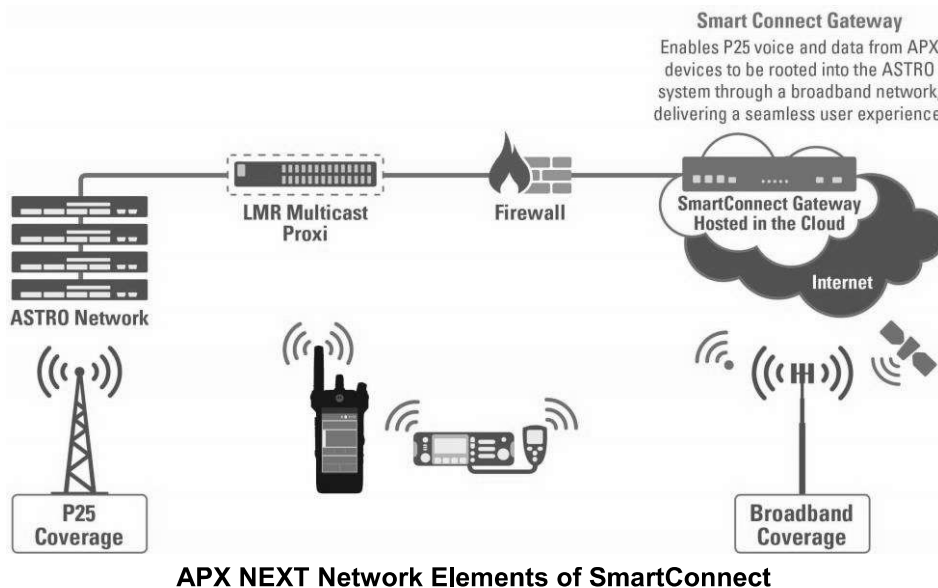 Smart Connect Gateway
Enables P25 voice and data from APX
devices to be rooted into the ASTRO
system through a broadband network,
delivering a seamless user experience
LMR Multicast
Proxi
Firewall
SmartConnect Gateway
Hosted in the Cloud
Internet
ASTRO Network
P25
Coverage
Broadband
Coverage
APX NEXT Network Elements of SmartConnect